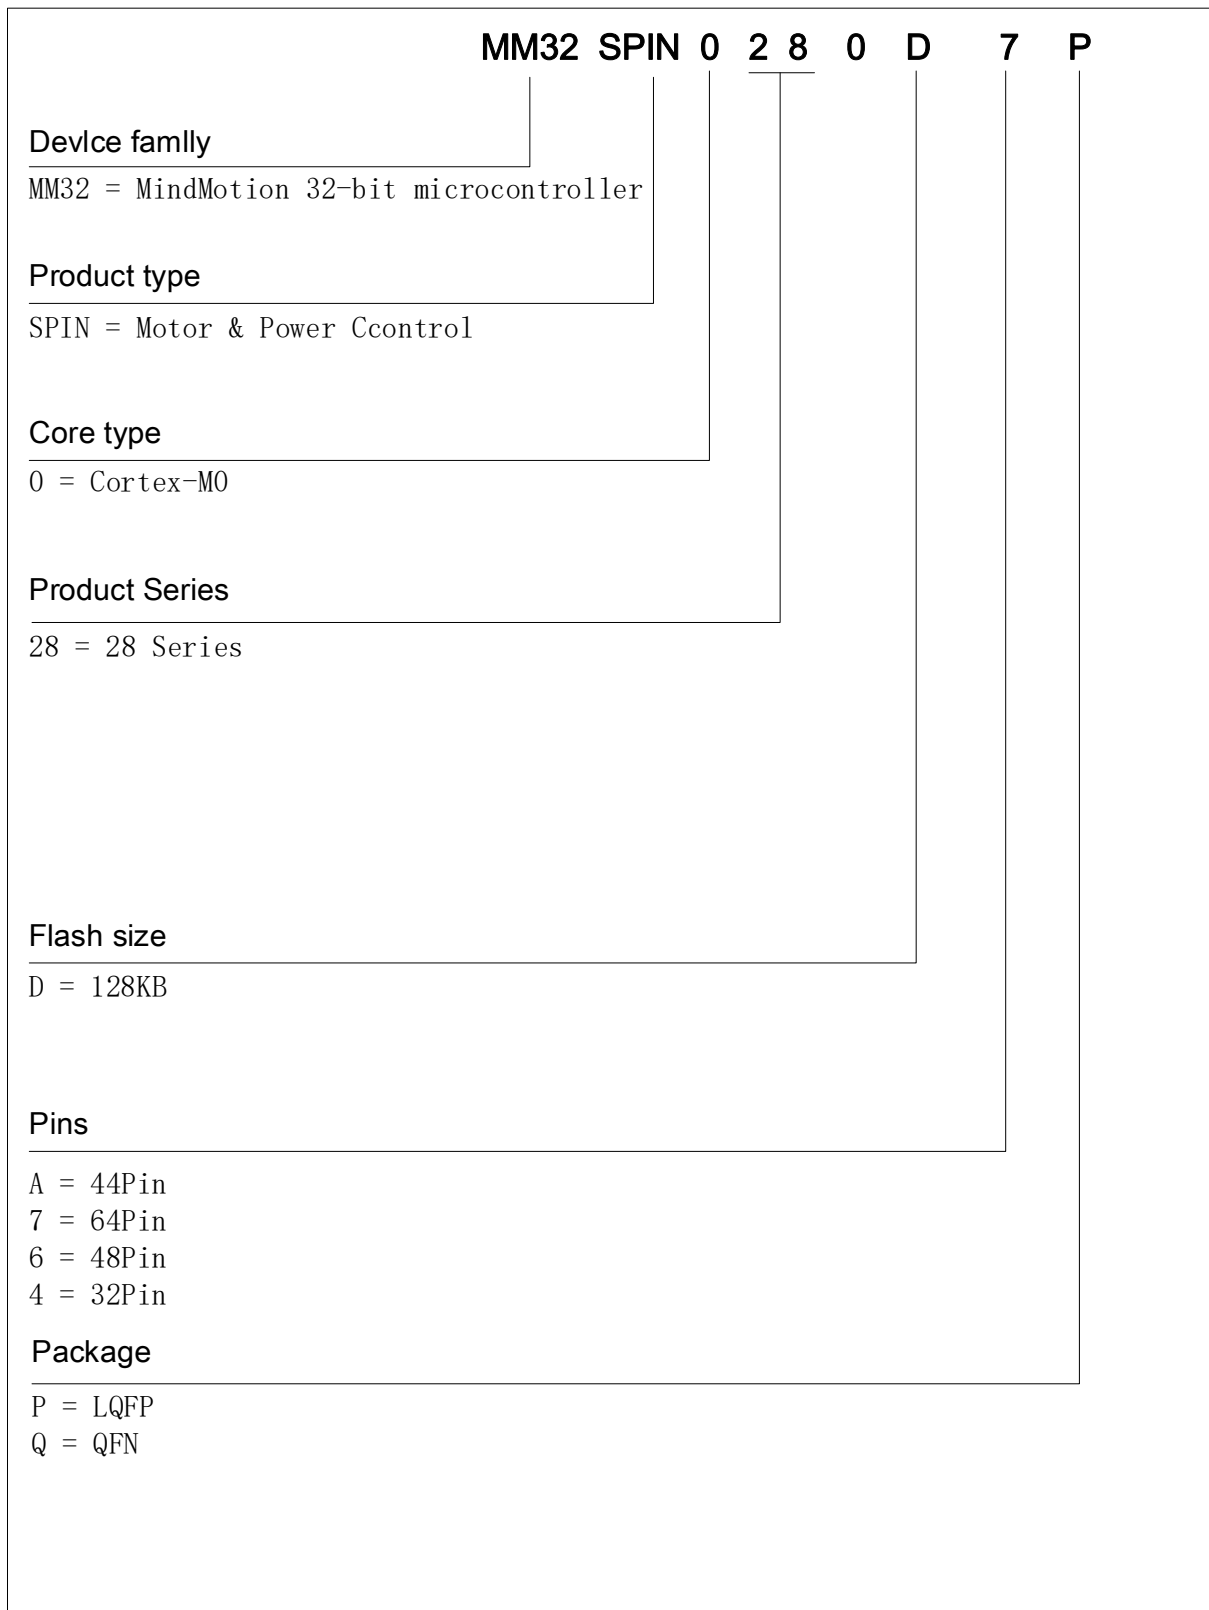 MM32 SPIN 0 2 8 0 D 7 P
DevIce famIly
MM32 = MindMotion 32-bit microcontroller
Product type
SPIN = Motor & Power Ccontrol
Core type
0 = Cortex-M0
Product Series
28 = 28 Series
Flash size
D = 128KB
Pins
A = 44Pin
7 = 64Pin
6 = 48Pin
4 = 32Pin
Package
P = LQFP
Q = QFN